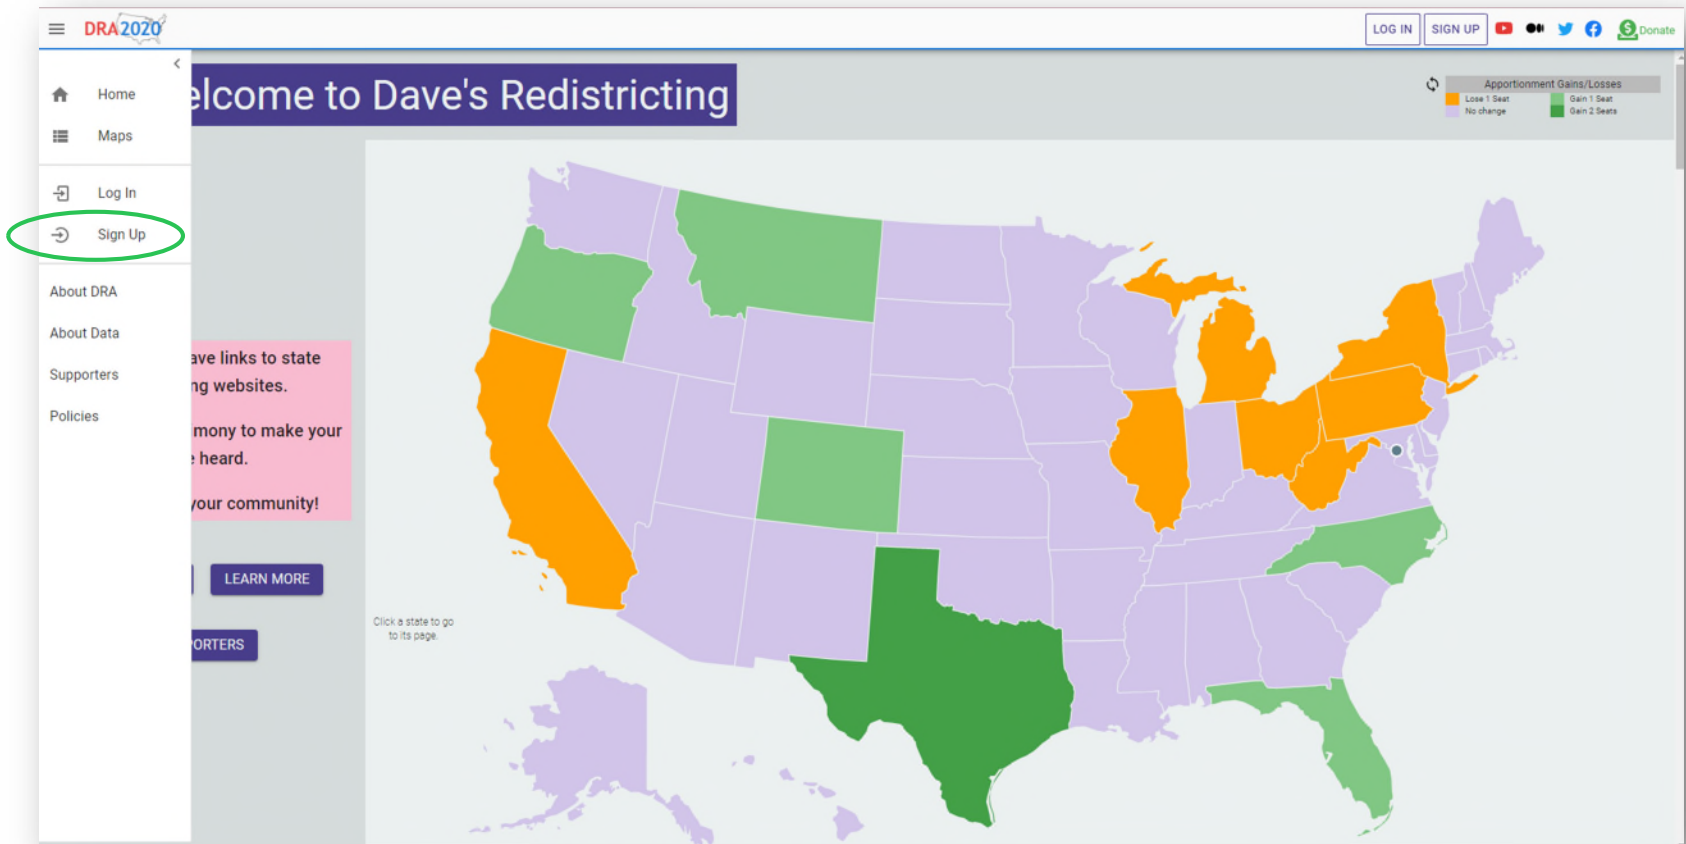 DRA2020
LOG IN
SIGN UP
Donate
Home
Maps
Log In
Sign Up
About DRA
About Data
Supporters
Policies
elcome to Dave's Redistricting
Apportionment Gains/Losses
Lose 1 Seat
Gain 1 Seat
No change
Gain 2 Seats
ave links to state
ng websites.
mony to make your
heard.
your community!
LEARN MORE
PORTERS
Click a state to go
to its page.